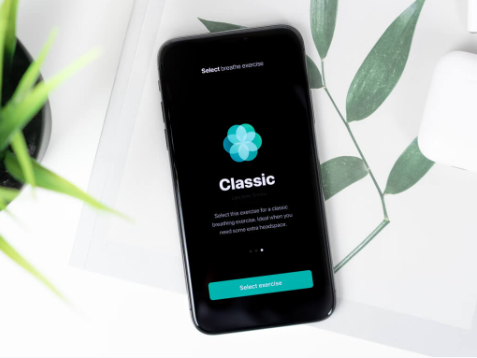 Select breathe exercise
Classic
Select this exercise for a classic
breathing exercise. Ideal when you
need some extra headspace.
Select exercise